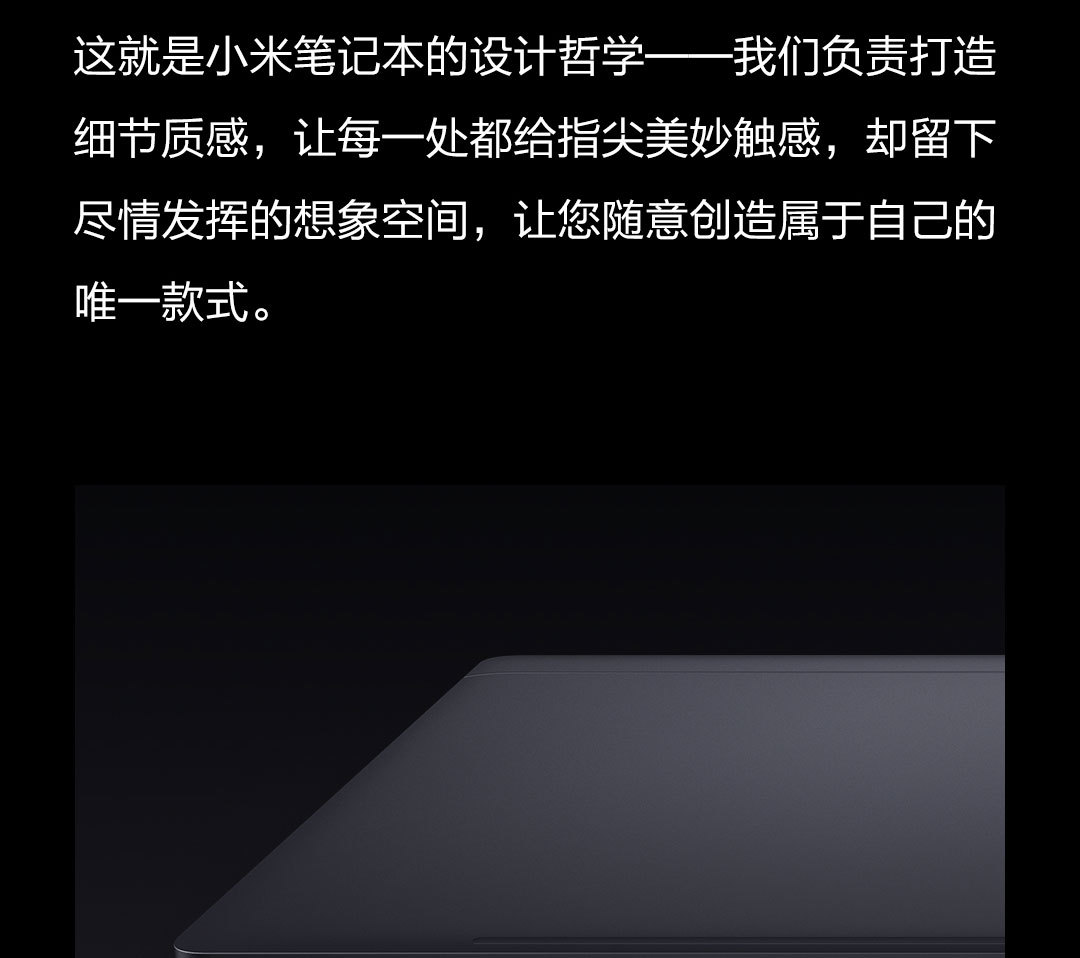 这就是小米笔记本的设计哲学——我们负责打造
细节质感，让每一处都给指尖美妙触感，却留下
尽情发挥的想象空间，让您随意创造属于自己的
唯一款式。